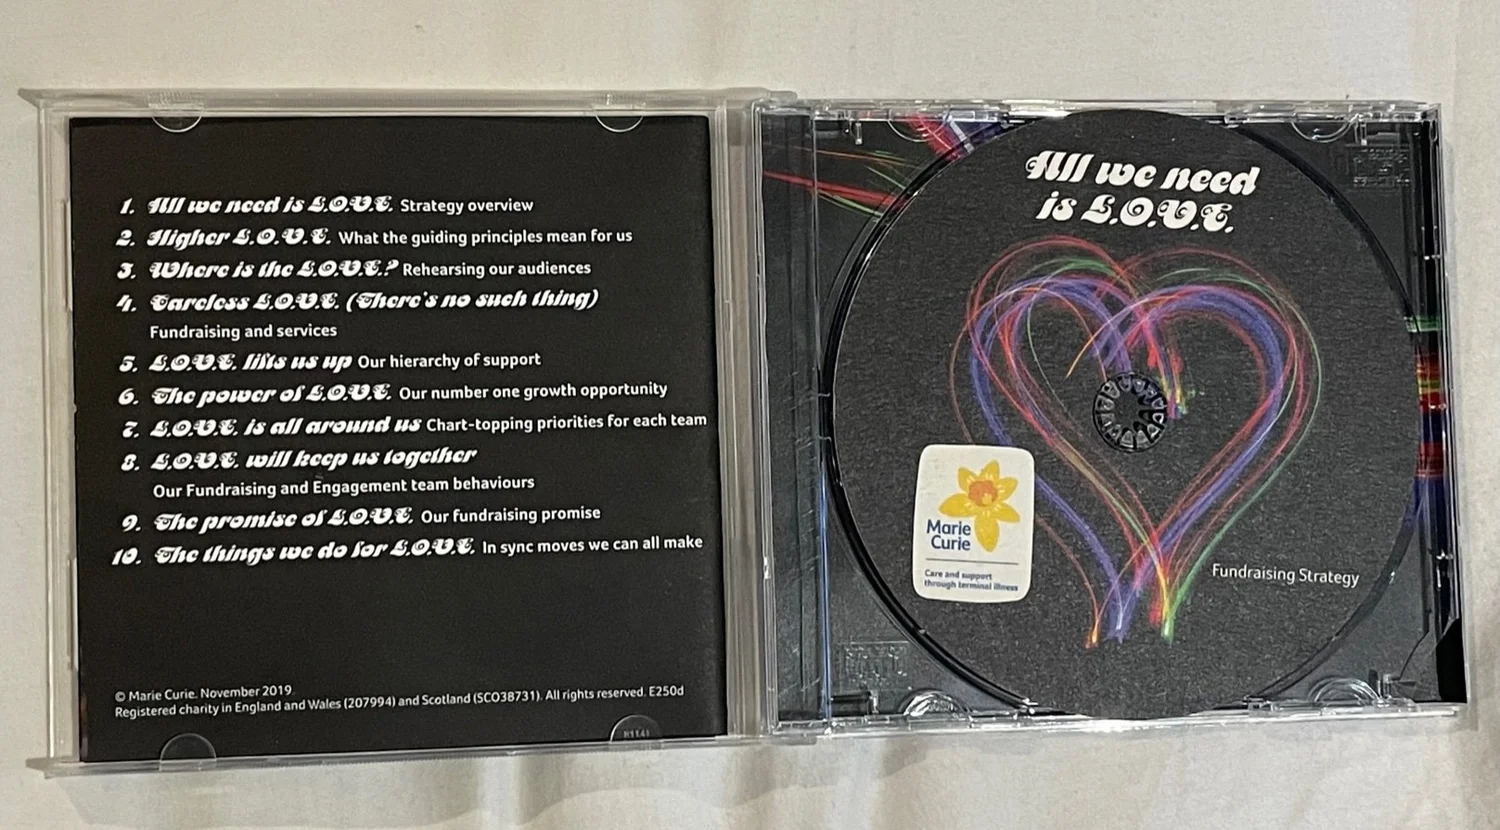 1. All we need is L.O.V.E. Strategy overview
2. Higher L.O.V.E. What the guiding principles mean for us
3. Where is the L.O.V.E.? Rehearsing our audiences
4. Careless L.O.V.E. (There's no such thing)
Fundraising and services
5. L.O.V.E. lifts us up Our hierarchy of support
6. The power of L.O.V.E. Our number one growth opportunity
7. L.O.V.E. is all around us Chart-topping priorities for each team
8. L.O.V.E. will keep us together
Our Fundraising and Engagement team behaviours
9. The promise of L.O.V.E. Our fundraising promise
10. The things we do for L.O.V.E. In sync moves we can all make
© Marie Curie. November 2019
Registered charity in England and Wales (207994) and Scotland (SCO38731). All rights reserved. E250d
All we need
is L.O.V.E.
Marie
Curie
Care and support
through terminal illness
Fundraising Strategy